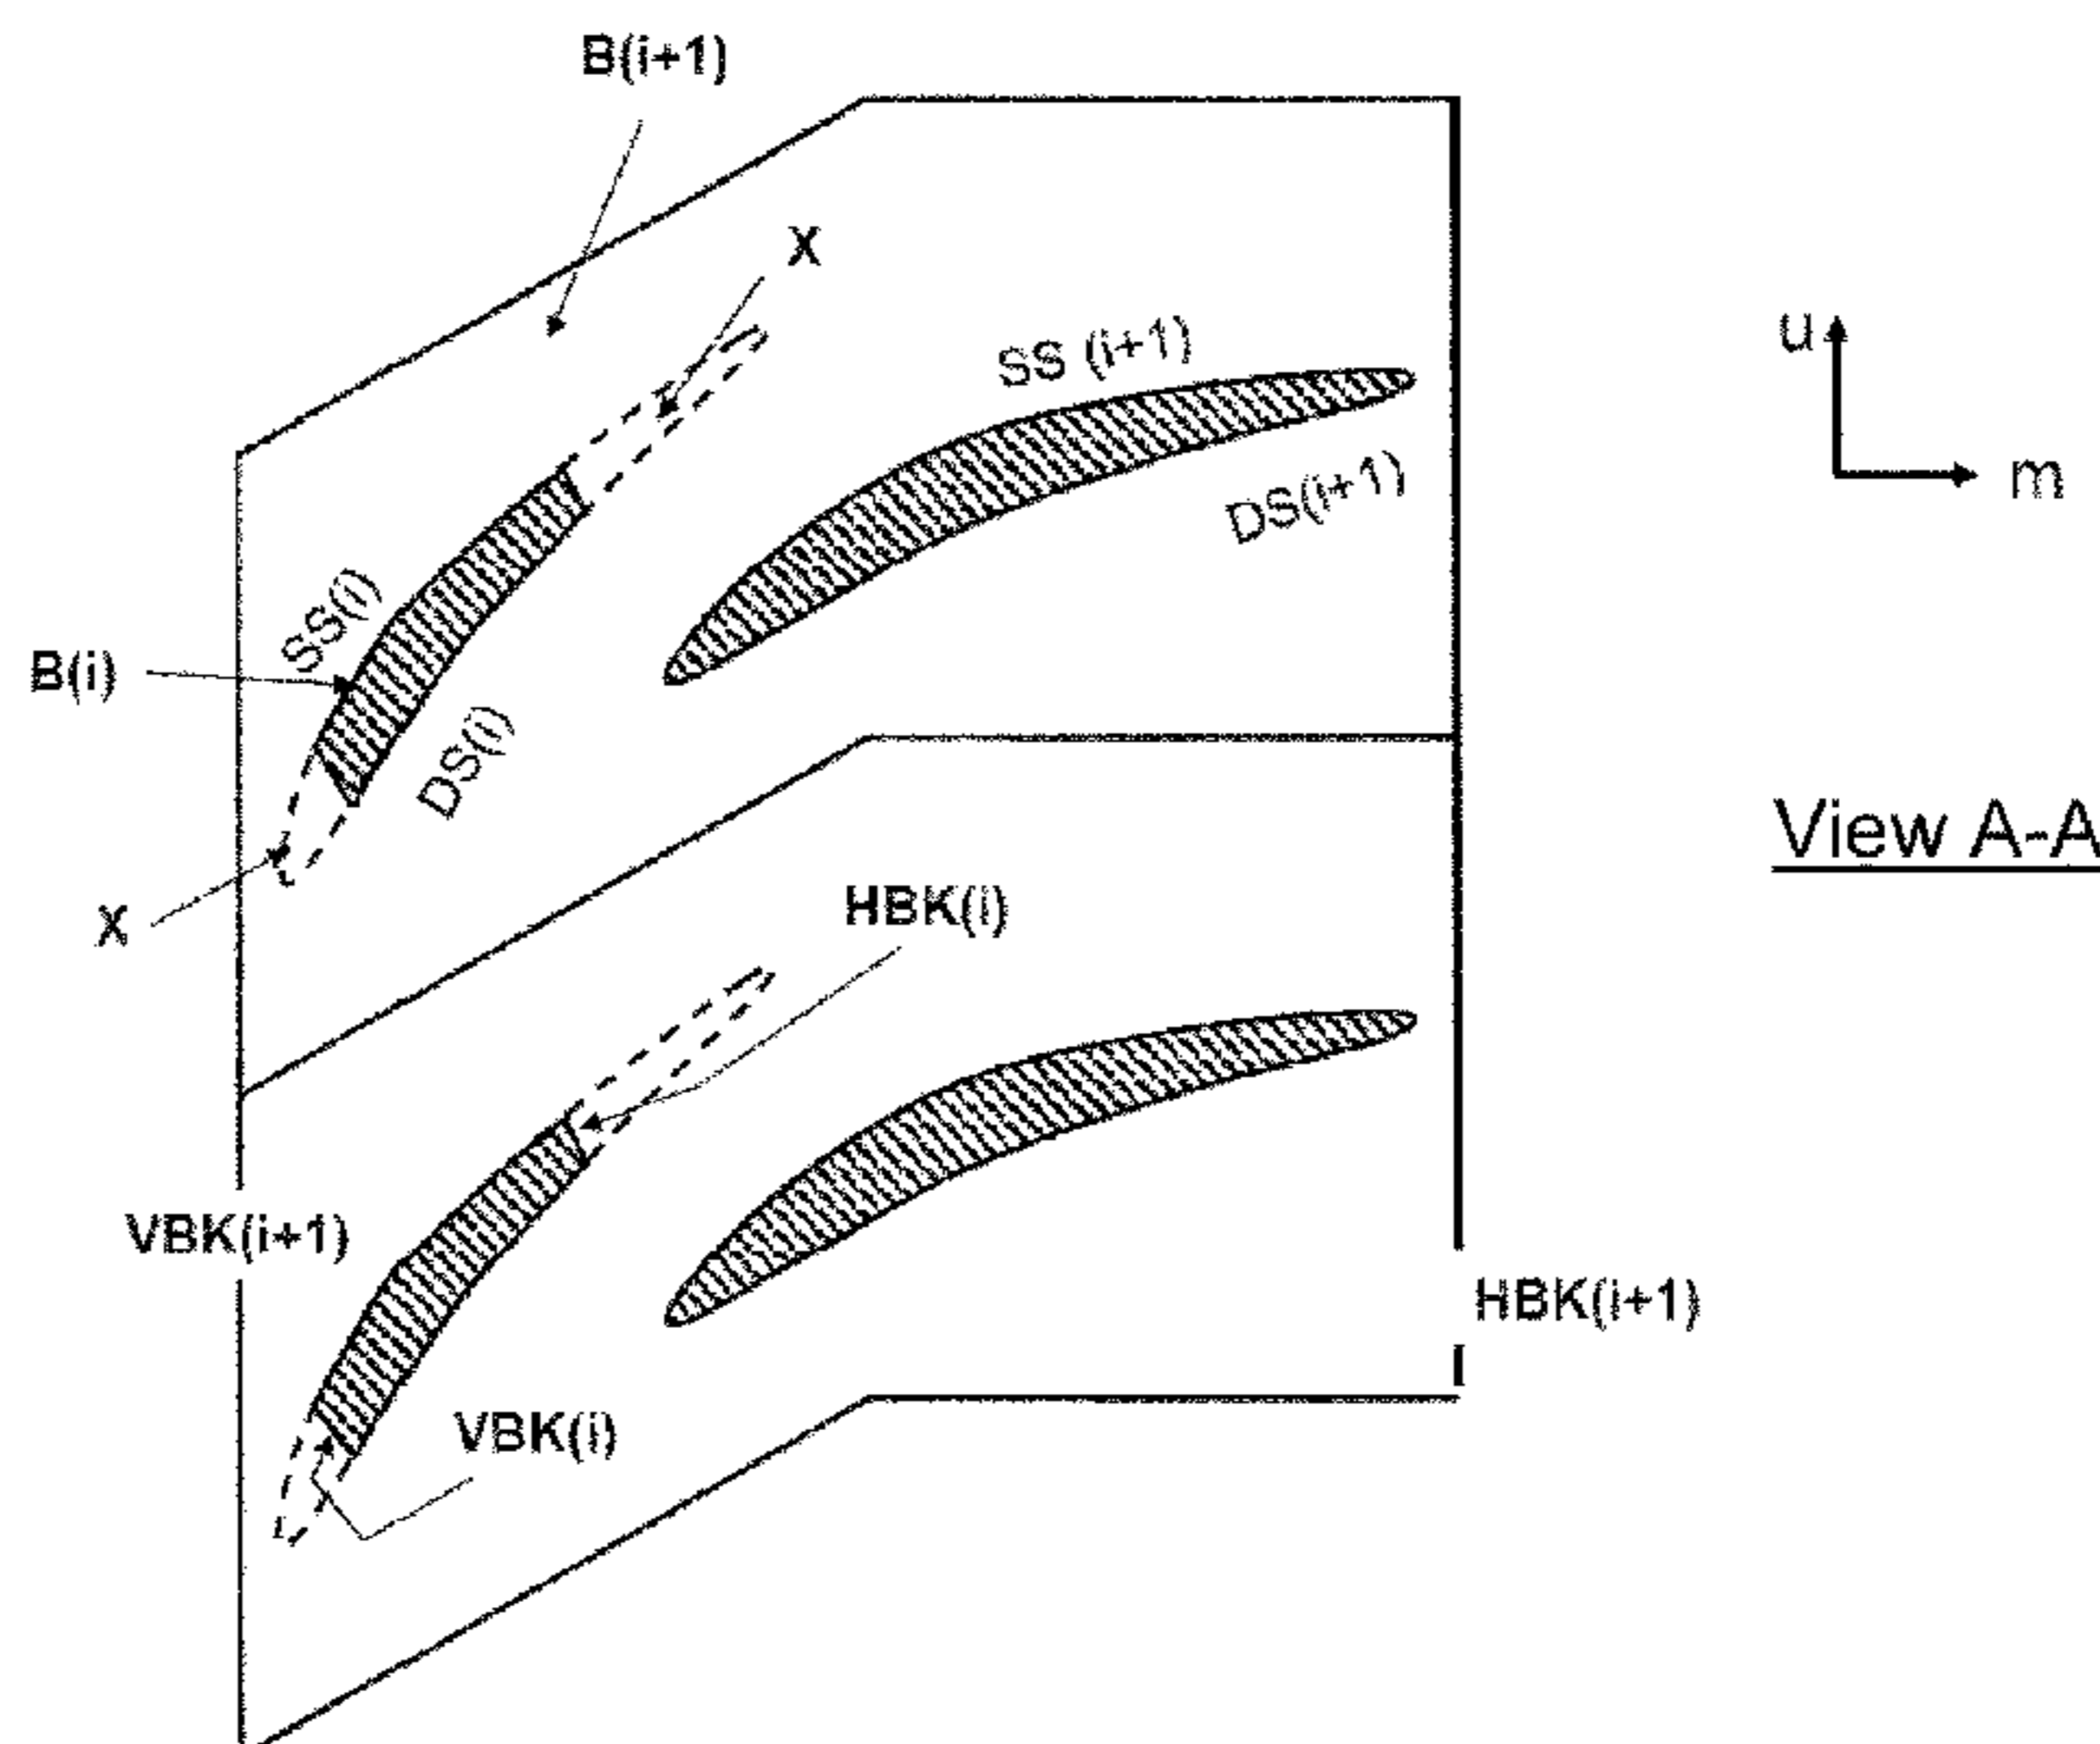 B(i+1)
X
SS (i+1)
u
m
DS(i+1)
SS(i)
B(i)
DS(i)
View A-A
X
HBK(i)
VBK(i+1)
HBK(i+1)
VBK(i)